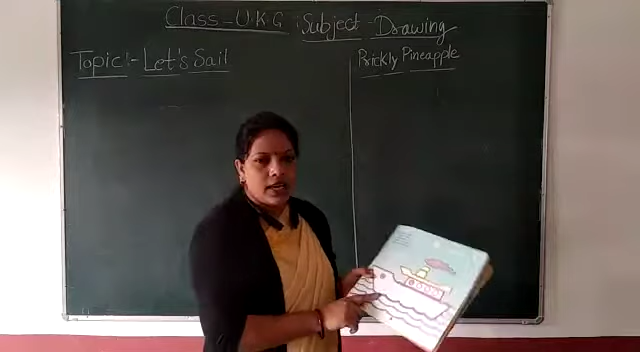 Class - U.K.G Subject - Drawing
Topic :- Let's Sail
Prickly Pineapple